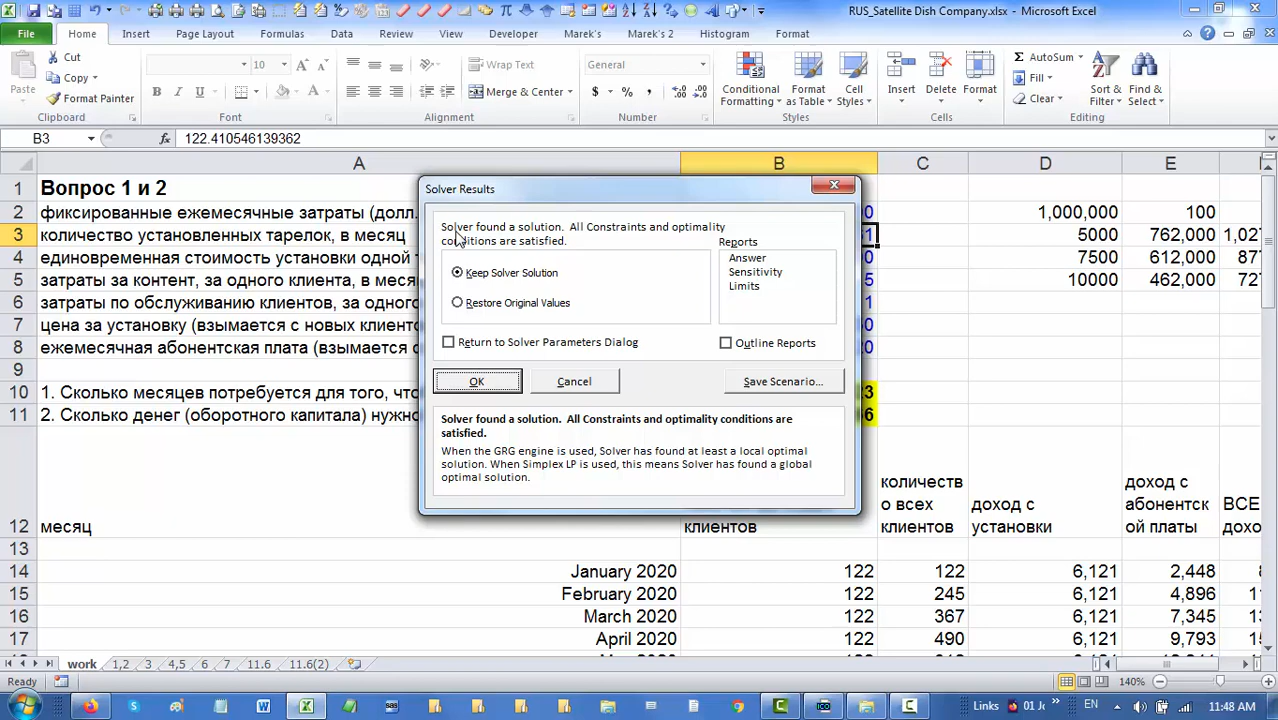 RUS_Satellite Dish Company.xlsx - Microsoft Excel
File Home Insert Page Layout Formulas Data Review View Developer Marek's Marek's 2 Histogram Format
Cut
Copy
Format Painter
Paste
Clipboard
10
B I U
Font
Wrap Text
Merge & Center
Alignment
General
$ % ,
Number
Conditional Formatting
Format as Table
Cell Styles
Styles
Insert
Delete
Format
Cells
AutoSum
Fill
Clear
Sort & Filter
Find & Select
Editing
B3 fx 122.410546139362
A B C D E
1 Вопрос 1 и 2
2 фиксированные ежемесячные затраты (долл. 1,000,000 100
3 количество установленных тарелок, в месяц 5000 762,000
4 единовременная стоимость установки одной 7500 612,000
5 затраты за контент, за одного клиента, в меся 10000 462,000
6 затраты по обслуживанию клиентов, за одного
7 цена за установку (взымается с новых клиент
8 ежемесячная абонентская плата (взымается с
9
10 1. Сколько месяцев потребуется для того, что
11 2. Сколько денег (оборотного капитала) нужно
12 месяц клиентов количеств о всех клиентов доход с установки доход с абонентск ой платы ВСЕ
13
14 January 2020 122 122 6,121 2,448
15 February 2020 122 245 6,121 4,896
16 March 2020 122 367 6,121 7,345
17 April 2020 122 490 6,121 9,793
Solver Results
Solver found a solution. All Constraints and optimality
conditions are satisfied.
Keep Solver Solution
Restore Original Values
Reports
Answer
Sensitivity
Limits
Return to Solver Parameters Dialog
Outline Reports
OK
Cancel
Save Scenario...
Solver found a solution. All Constraints and optimality conditions are
satisfied.
When the GRG engine is used, Solver has found at least a local optimal
solution. When Simplex LP is used, this means Solver has found a global
optimal solution.
work 1,2 3 4,5 6 7 11.6 11.6(2)
Ready 140%
Links 01 J EN 11:48 AM